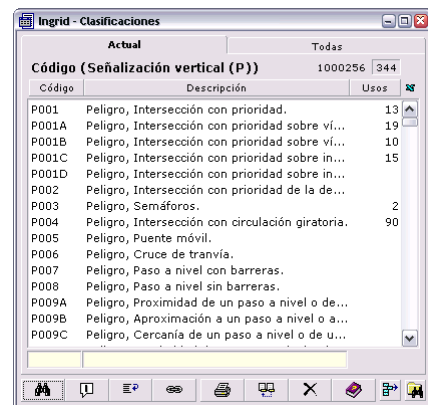 Ingrid - Clasificaciones
Actual Todas
Código (Señalización vertical (P)) 1000256 344
Código Descripción Usos
P001 Peligro, Intersección con prioridad. 13
P001A Peligro, Intersección con prioridad sobre ví... 19
P001B Peligro, Intersección con prioridad sobre ví... 10
P001C Peligro, Intersección con prioridad sobre in... 15
P001D Peligro, Intersección con prioridad sobre in...
P002 Peligro, Intersección con prioridad de la de...
P003 Peligro, Semáforos. 2
P004 Peligro, Intersección con circulación giratoria. 90
P005 Peligro, Puente móvil.
P006 Peligro, Cruce de tranvía.
P007 Peligro, Paso a nivel con barreras.
P008 Peligro, Paso a nivel sin barreras.
P009A Peligro, Proximidad de un paso a nivel o de...
P009B Peligro, Aproximación a un paso a nivel o a...
P009C Peligro, Cercanía de un paso a nivel o de u...